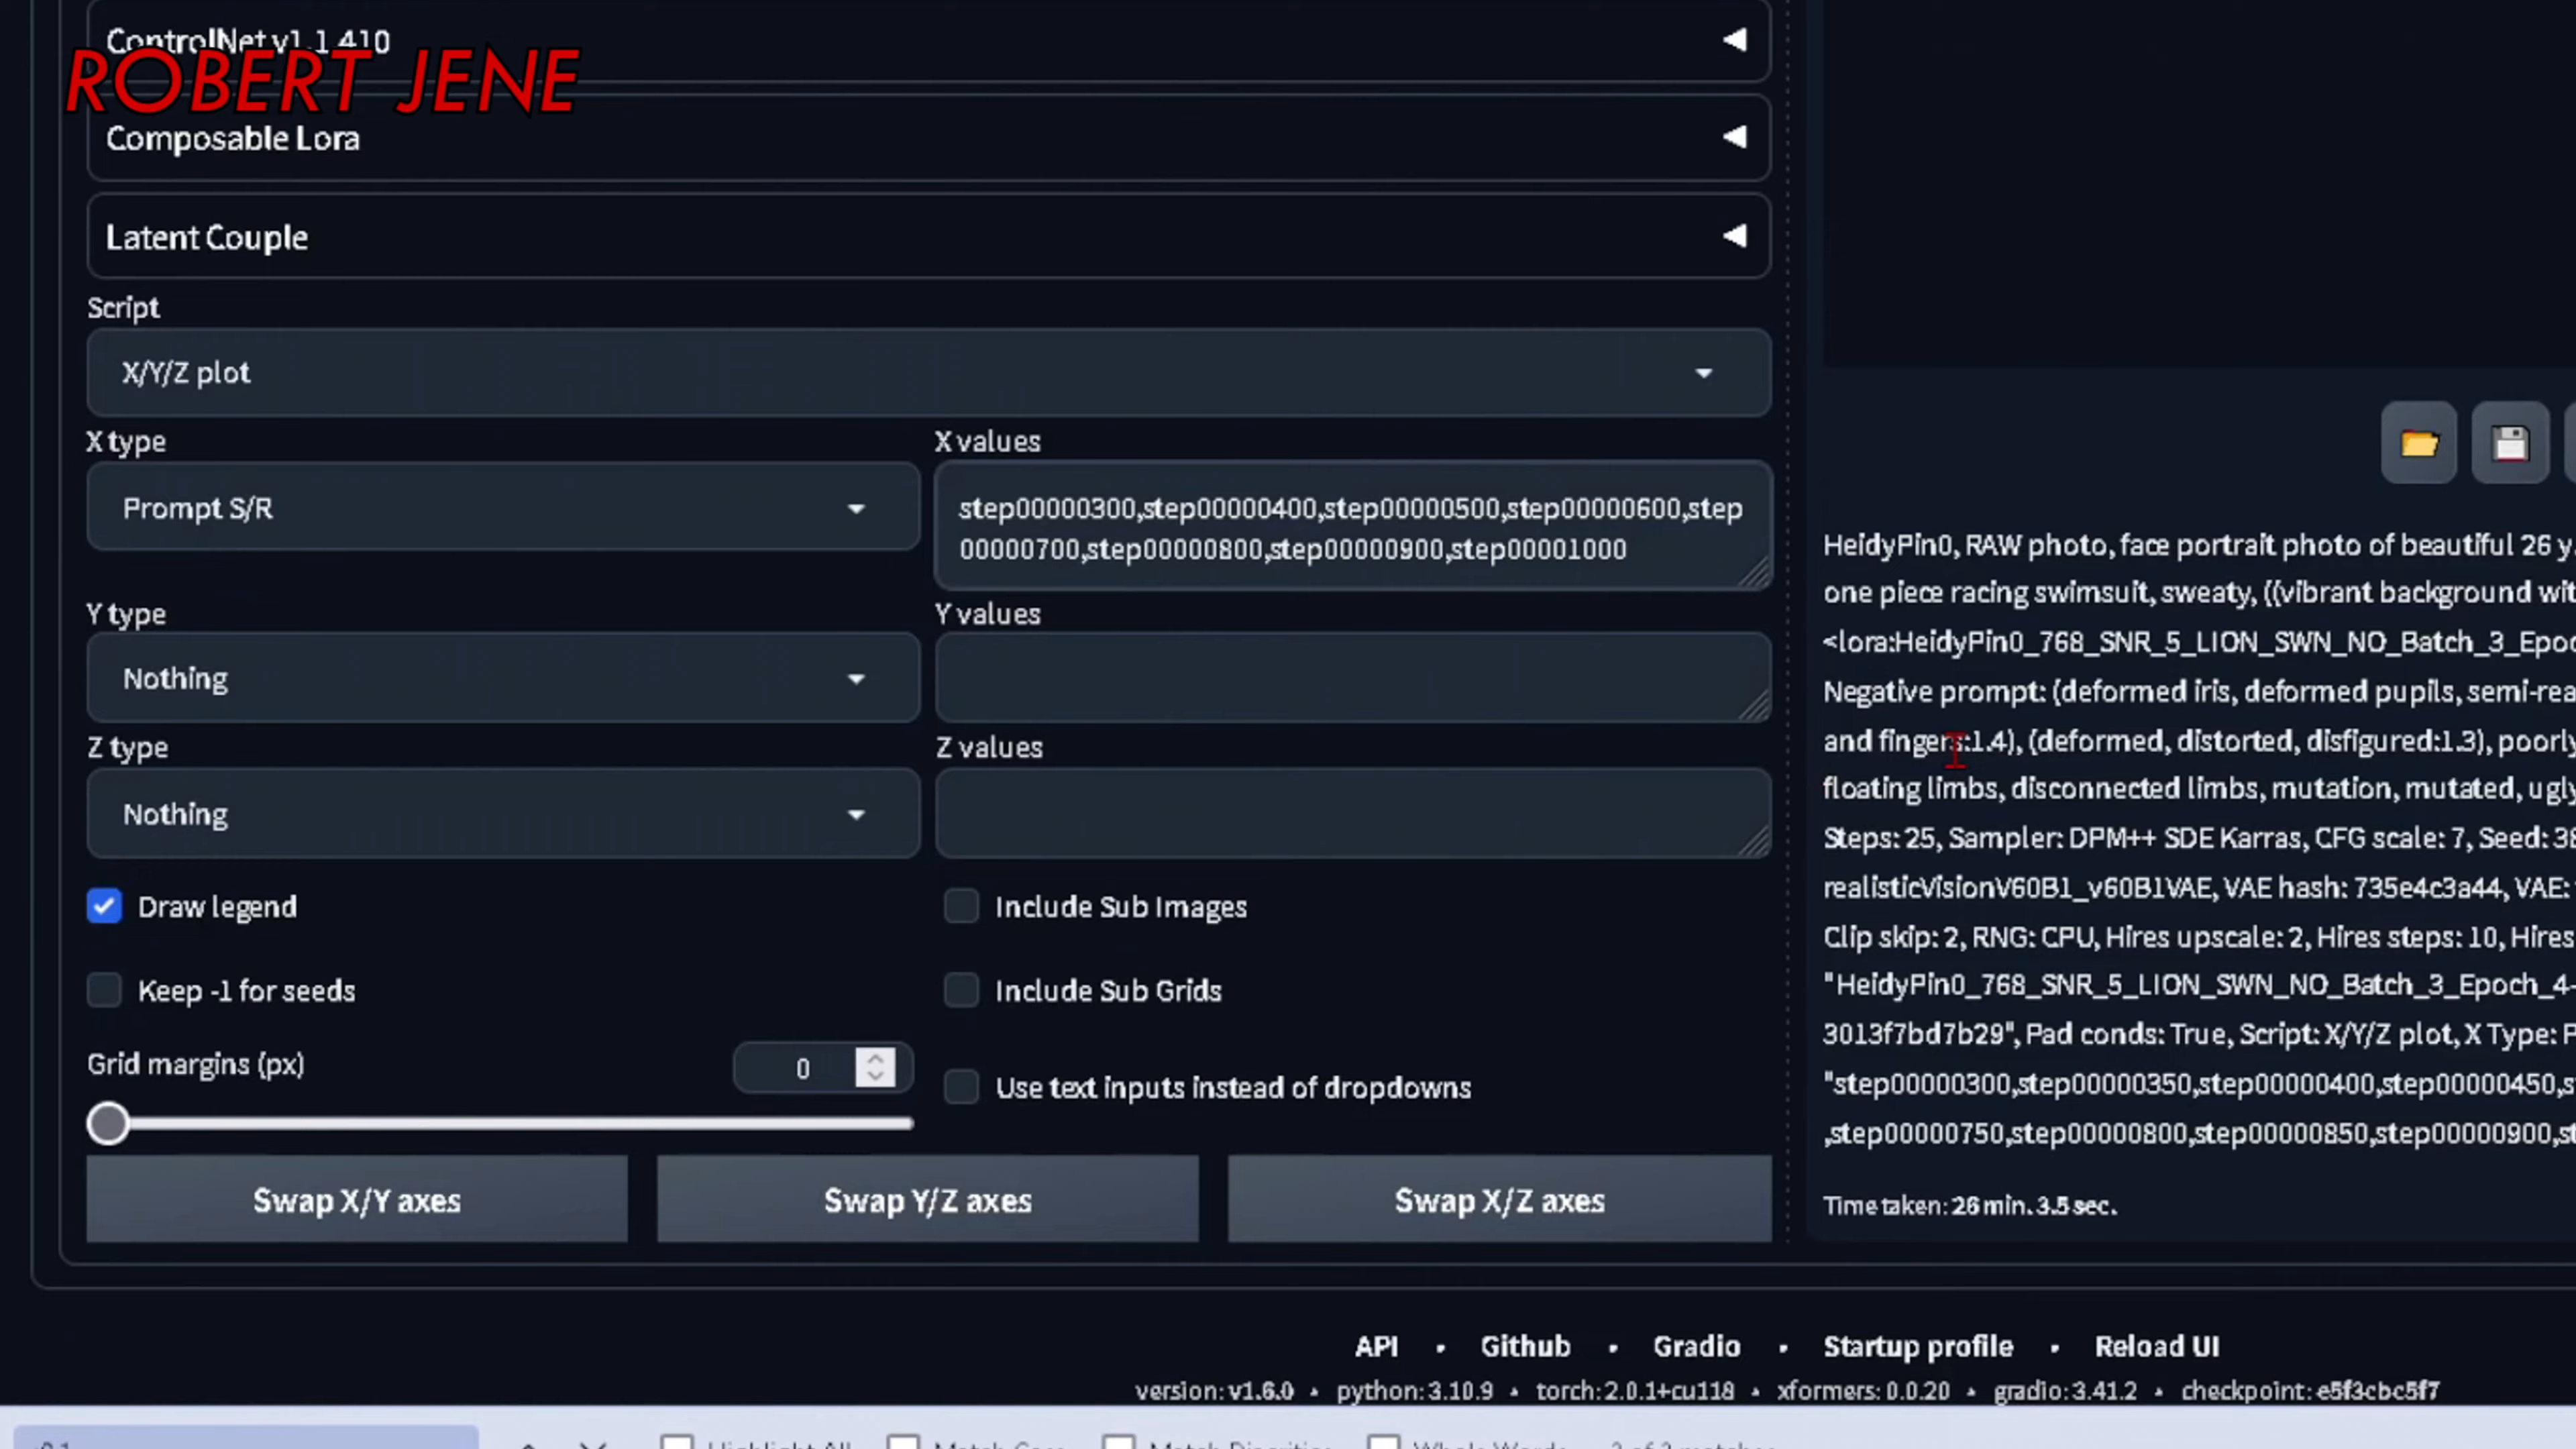 ControlNet v1.1.410
ROBERT JENE
Composable Lora
Latent Couple
Script
X/Y/Z plot
X type
X values
Prompt S/R
step00000300,step00000400,step00000500,step00000600,step
00000700,step00000800,step00000900,step00001000
Y type
Y values
Nothing
Z type
Z values
Nothing
Draw legend
Include Sub Images
Keep -1 for seeds
Include Sub Grids
Grid margins (px)
0
Use text inputs instead of dropdowns
Swap X/Y axes
Swap Y/Z axes
Swap X/Z axes
HeidyPin0, RAW photo, face portrait photo of beautiful 26 y.
one piece racing swimsuit, sweaty, ((vibrant background wit
<lora:HeidyPin0_768_SNR_5_LION_SWN_NO_Batch_3_Epoc
Negative prompt: (deformed iris, deformed pupils, semi-rea
and fingers:1.4), (deformed, distorted, disfigured:1.3), poorly
floating limbs, disconnected limbs, mutation, mutated, ugly
Steps: 25, Sampler: DPM++ SDE Karras, CFG scale: 7, Seed: 38
realisticVisionV60B1_v60B1VAE, VAE hash: 735e4c3a44, VAE:
Clip skip: 2, RNG: CPU, Hires upscale: 2, Hires steps: 10, Hires
"HeidyPin0_768_SNR_5_LION_SWN_NO_Batch_3_Epoch_4-
3013f7bd7b29", Pad conds: True, Script: X/Y/Z plot, X Type: P
"step00000300,step00000350,step00000400,step00000450,s
,step00000750,step00000800,step00000850,step00000900,st
Time taken: 26 min. 3.5 sec.
API • Github • Gradio • Startup profile • Reload UI
version: v1.6.0 • python: 3.10.9 • torch: 2.0.1+cu118 • xformers: 0.0.20 • gradio: 3.41.2 • checkpoint: e5f3cbc5f7